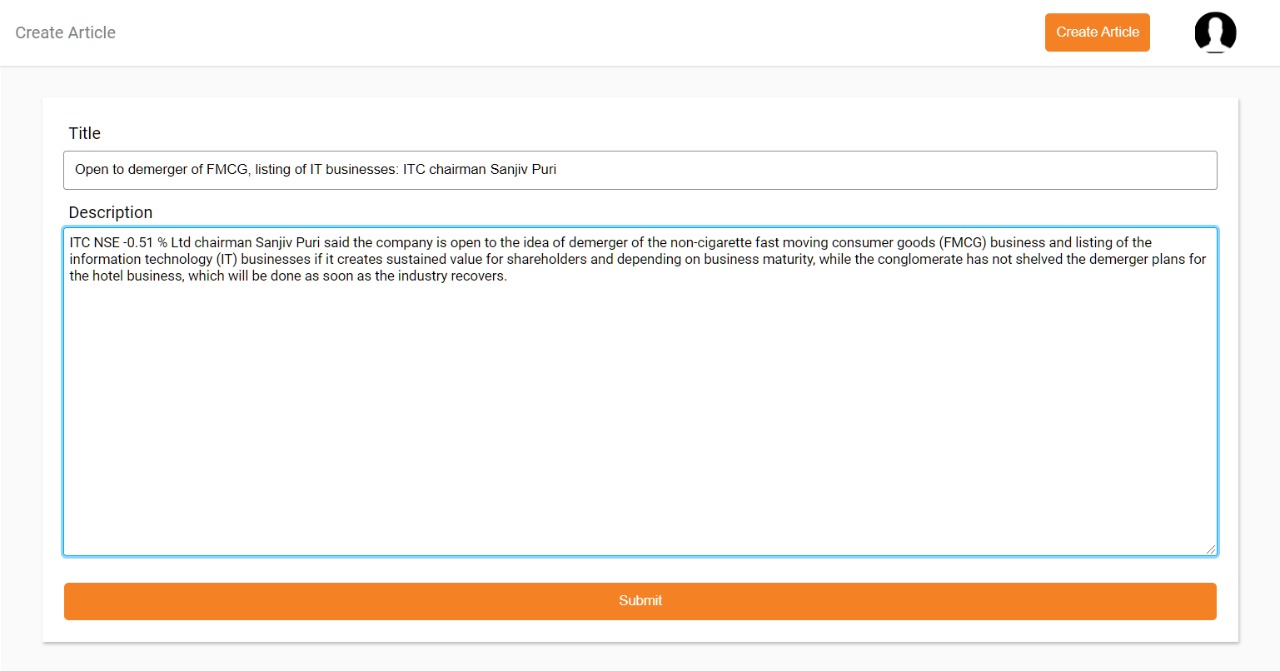 Create Article
Create Article
Title
Open to demerger of FMCG, listing of IT businesses: ITC chairman Sanjiv Puri
Description
ITC NSE -0.51 % Ltd chairman Sanjiv Puri said the company is open to the idea of demerger of the non-cigarette fast moving consumer goods (FMCG) business and listing of the
information technology (IT) businesses if it creates sustained value for shareholders and depending on business maturity, while the conglomerate has not shelved the demerger plans for
the hotel business, which will be done as soon as the industry recovers.
Submit